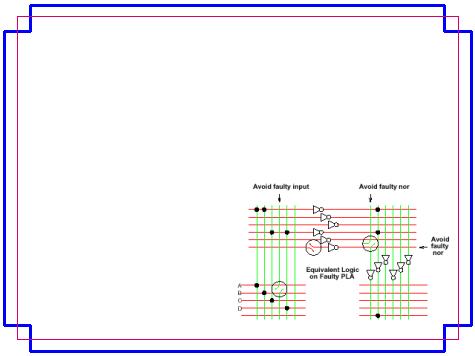 Avoid faulty input
Avoid faulty nor
Avoid
faulty
nor
Equivalent Logic
on Faulty PLA
A
B
C
D